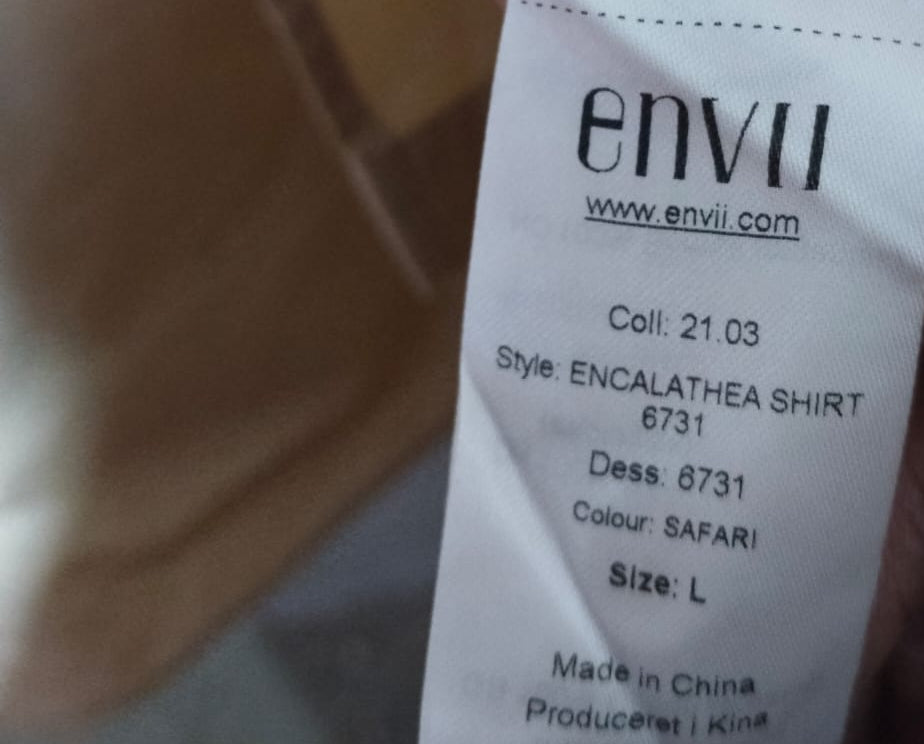 envii
www.envii.com
Coll: 21.03
Style: ENCALATHEA SHIRT
6731
Dess: 6731
Colour: SAFARI
Size: L
Made in China
Produceret i Kina